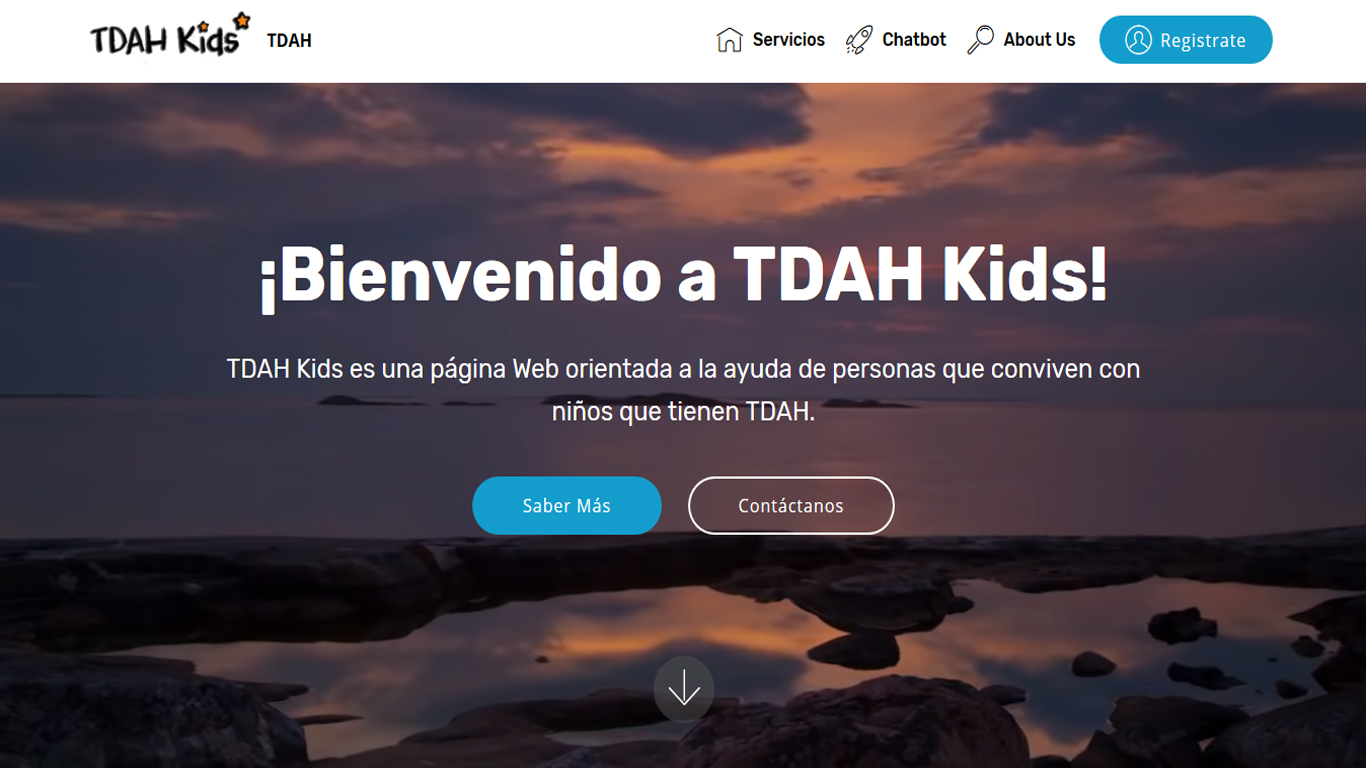 TDAH Kids TDAH Servicios Chatbot About Us Registrate
¡Bienvenido a TDAH Kids!
TDAH Kids es una página Web orientada a la ayuda de personas que conviven con
niños que tienen TDAH.
Saber Más Contáctanos